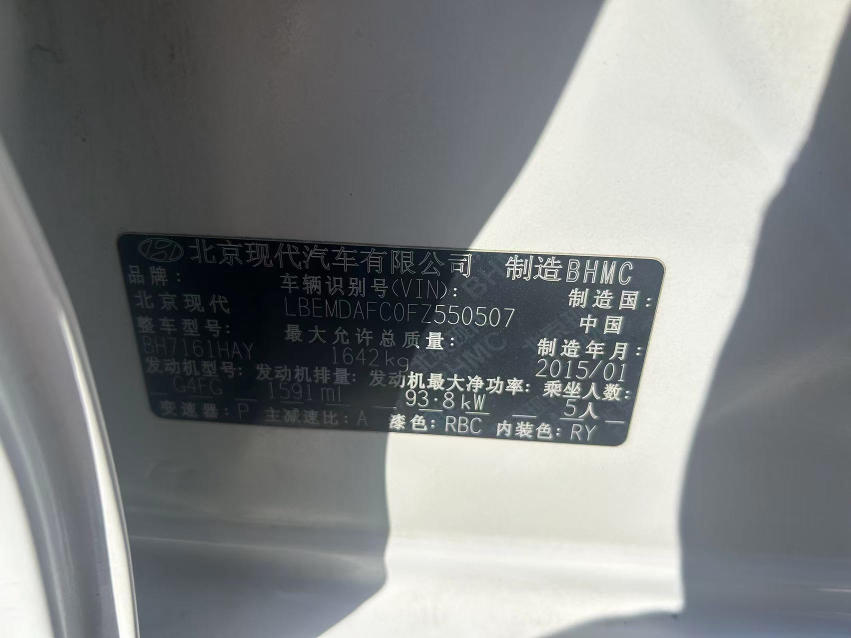 北京现代汽车有限公司 制造BHMC
品牌: 车辆识别号(VIN): 制造国:
北京现代 LBEMDAFC0FZ550507 中国
整车型号: 最大允许总质量: 制造年月:
BH7161HAY 1642kg 2015/01
发动机型号: 发动机排量: 发动机最大净功率: 乘坐人数:
G4FG 1591ml 93.8kW 5人
变速器: P 主减速比: A 漆色: RBC 内装色: RY